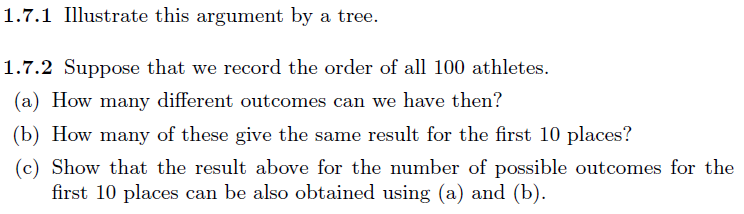 1.7.1 Illustrate this argument by a tree.
1.7.2 Suppose that we record the order of all 100 athletes.
(a) How many different outcomes can we have then?
(b) How many of these give the same result for the first 10 places?
(c) Show that the result above for the number of possible outcomes for the
first 10 places can be also obtained using (a) and (b).